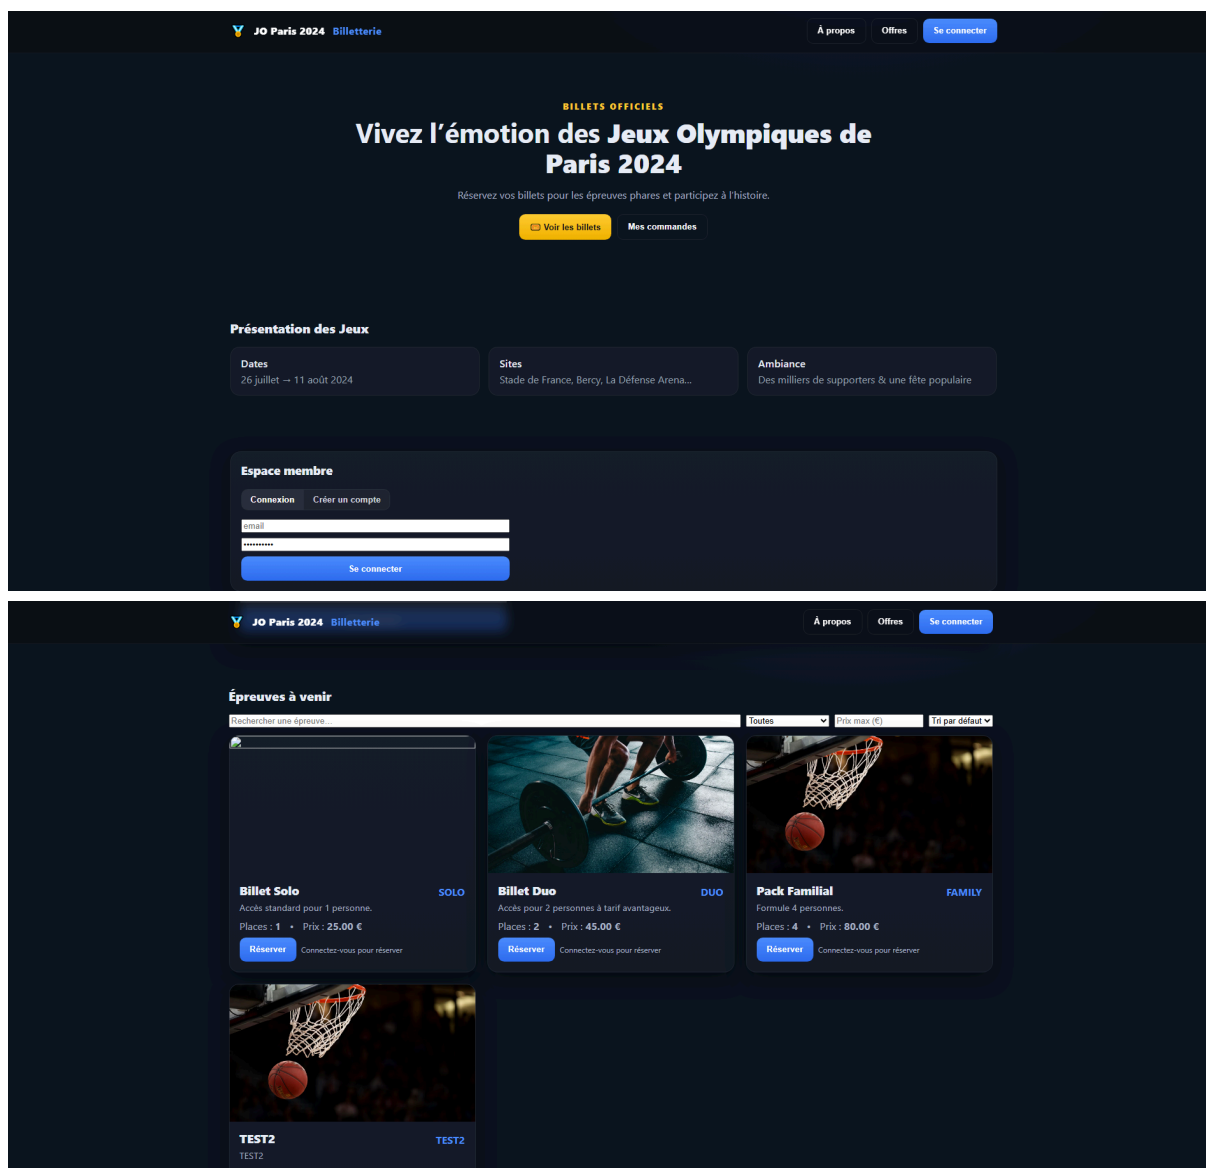 JO Paris 2024 Billetterie
À propos
Offres
Se connecter
BILLETS OFFICIELS
Vivez l’émotion des Jeux Olympiques de
Paris 2024
Réservez vos billets pour les épreuves phares et participez à l'histoire.
Voir les billets
Mes commandes
Présentation des Jeux
Dates
26 juillet → 11 août 2024
Sites
Stade de France, Bercy, La Défense Arena...
Ambiance
Des milliers de supporters & une fête populaire
Espace membre
Connexion
Créer un compte
email
••••••••••
Se connecter
JO Paris 2024 Billetterie
À propos
Offres
Se connecter
Épreuves à venir
Rechercher une épreuve...
Toutes
Prix max (€)
Tri par défaut
Billet Solo
SOLO
Accès standard pour 1 personne.
Places : 1 • Prix : 25.00 €
Réserver
Connectez-vous pour réserver
Billet Duo
DUO
Accès pour 2 personnes à tarif avantageux.
Places : 2 • Prix : 45.00 €
Réserver
Connectez-vous pour réserver
Pack Familial
FAMILY
Formule 4 personnes.
Places : 4 • Prix : 80.00 €
Réserver
Connectez-vous pour réserver
TEST2
TEST2
TEST2